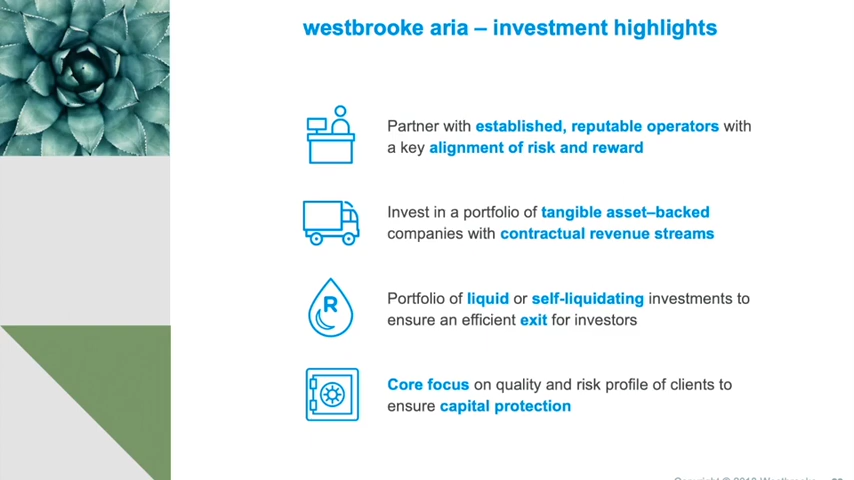 westbrooke aria – investment highlights
Partner with established, reputable operators with
a key alignment of risk and reward
Invest in a portfolio of tangible asset–backed
companies with contractual revenue streams
R
Portfolio of liquid or self-liquidating investments to
ensure an efficient exit for investors
Core focus on quality and risk profile of clients to
ensure capital protection